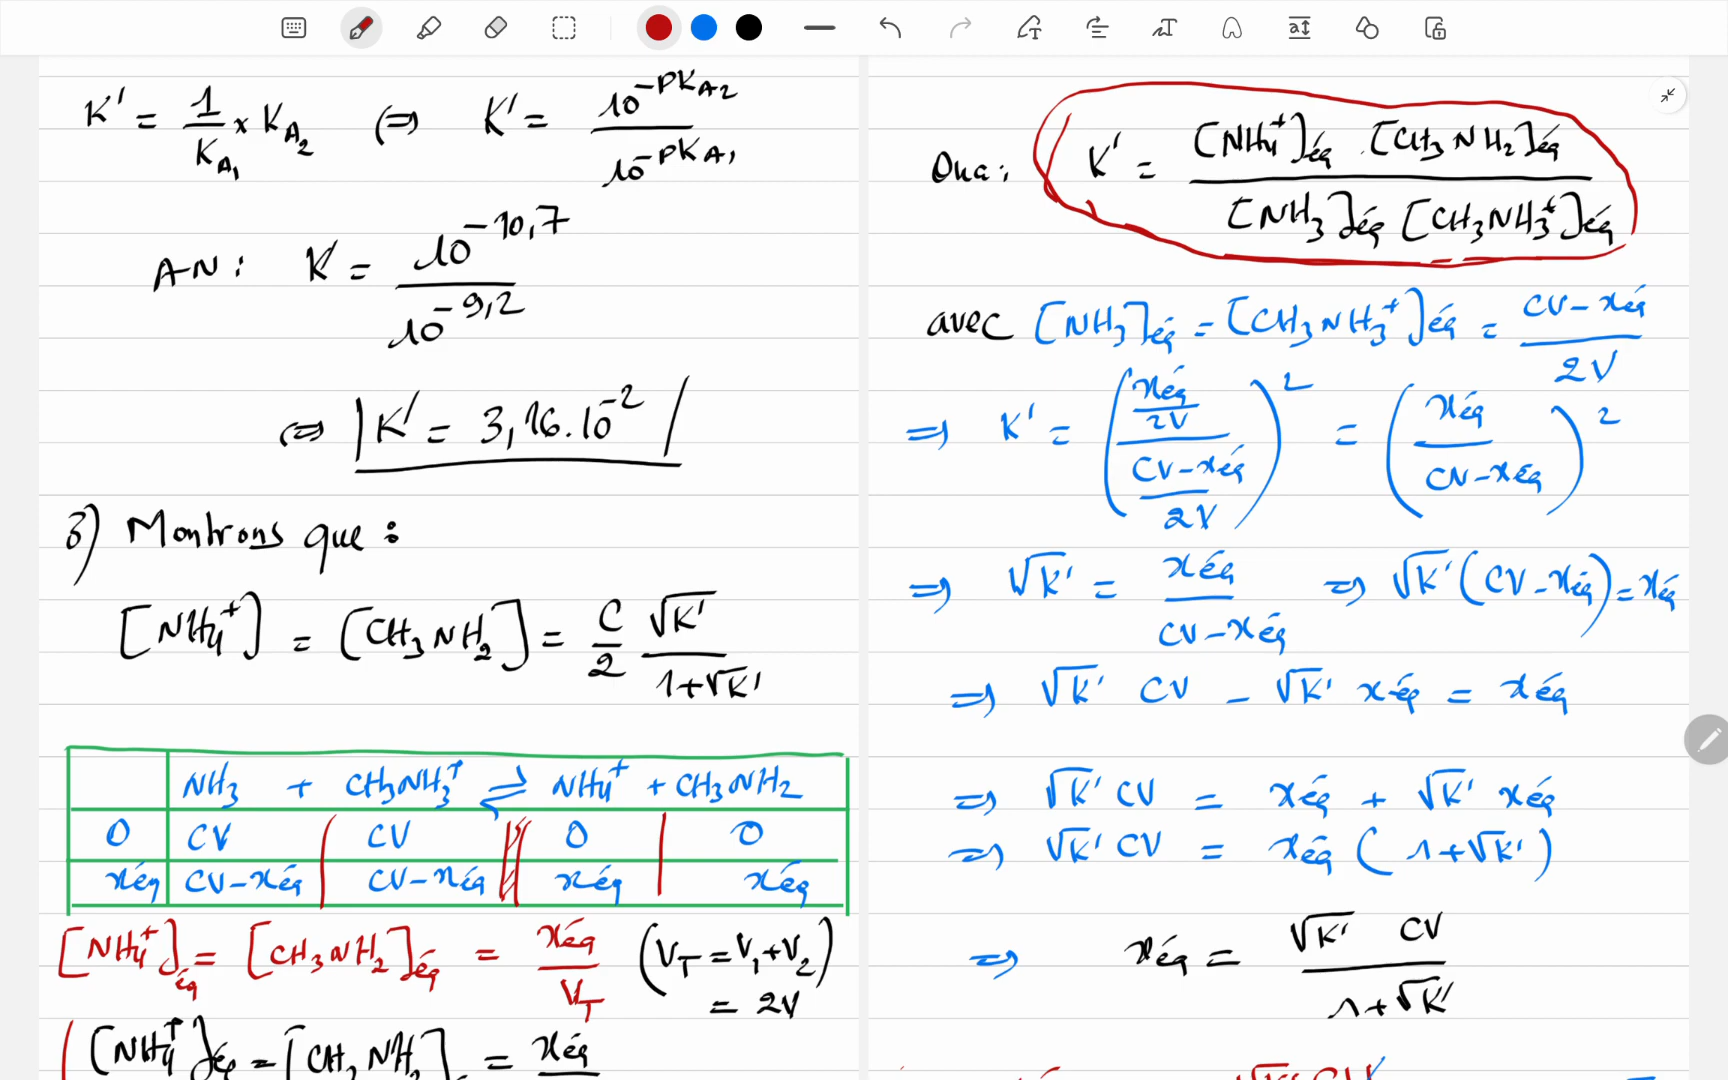 K' = 1/K_A1 × K_A2 ⇔ K' = 10^-PKA2 / 10^-PKA1
AN : K' = 10^-10,7 / 10^-9,2
⇔ K' = 3,16.10^-2
3) Montrons que :
[NH4+] = [CH3NH2] = C/2 √K' / 1+√K'
NH3 + CH3NH3+ ⇌ NH4+ + CH3NH2
0 CV CV 0 0
xéq CV-xéq CV-xéq xéq xéq
[NH4+]éq = [CH3NH2]éq = xéq / VT (VT = V1+V2)
= 2V
[NH4+]éq = [CH3NH2] = xéq
On a : K' = [NH4+]éq . [CH3NH2]éq / [NH3]éq [CH3NH3+]éq
avec [NH3]éq = [CH3NH3+]éq = CV-xéq / 2V
⇒ K' = ( xéq/2V / CV-xéq/2V )^2 = ( xéq / CV-xéq )^2
⇒ √K' = xéq / CV-xéq ⇒ √K' (CV-xéq) = xéq
⇒ √K' CV - √K' xéq = xéq
⇒ √K' CV = xéq + √K' xéq
⇒ √K' CV = xéq ( 1+√K' )
⇒ xéq = √K' CV / 1+√K'